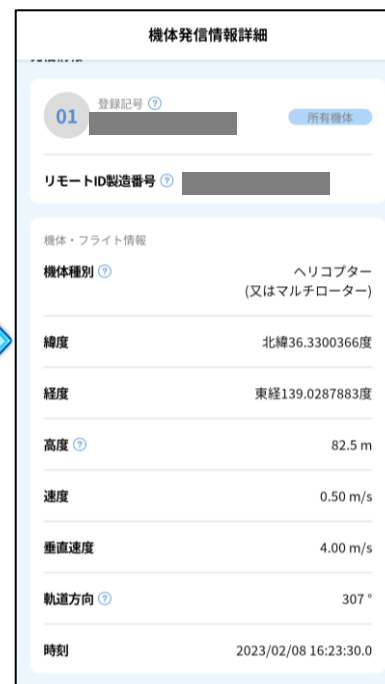 機体発信情報詳細
01
登録記号 ?
所有機体
リモートID製造番号 ?
機体・フライト情報
機体種別 ? ヘリコプター
(又はマルチローター)
緯度 北緯36.3300366度
経度 東経139.0287883度
高度 ? 82.5 m
速度 0.50 m/s
垂直速度 4.00 m/s
軌道方向 ? 307 °
時刻 2023/02/08 16:23:30.0